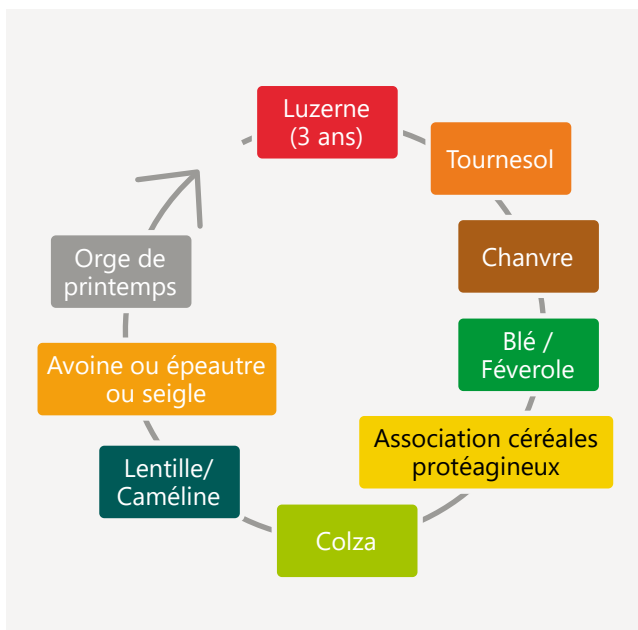 Luzerne
(3 ans)
Tournesol
Chanvre
Blé /
Féverole
Association céréales
protéagineux
Colza
Lentille/
Caméline
Avoine ou épeautre
ou seigle
Orge de
printemps